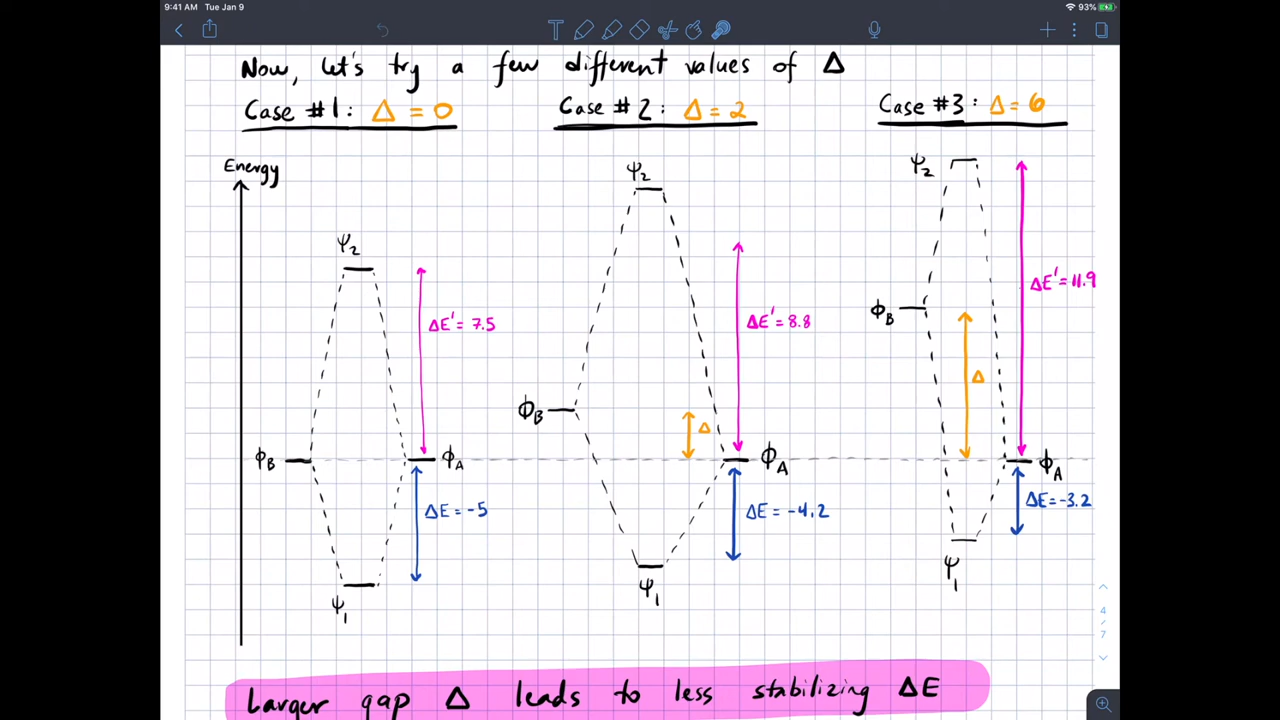 9:41 AM Tue Jan 9
93%
Now, let's try a few different values of Δ
Case #1: Δ = 0
Case #2: Δ = 2
Case #3: Δ = 6
Energy
ψ₂
ψ₂
ψ₂
ΔE' = 7.5
ΔE' = 8.8
ΔE' = 11.9
ϕB
ϕB
ϕB
Δ
Δ
ϕA
ϕA
ϕA
ΔE = -5
ΔE = -4.2
ΔE = -3.2
ψ₁
ψ₁
ψ₁
4
/
7
Larger gap Δ leads to less stabilizing ΔE